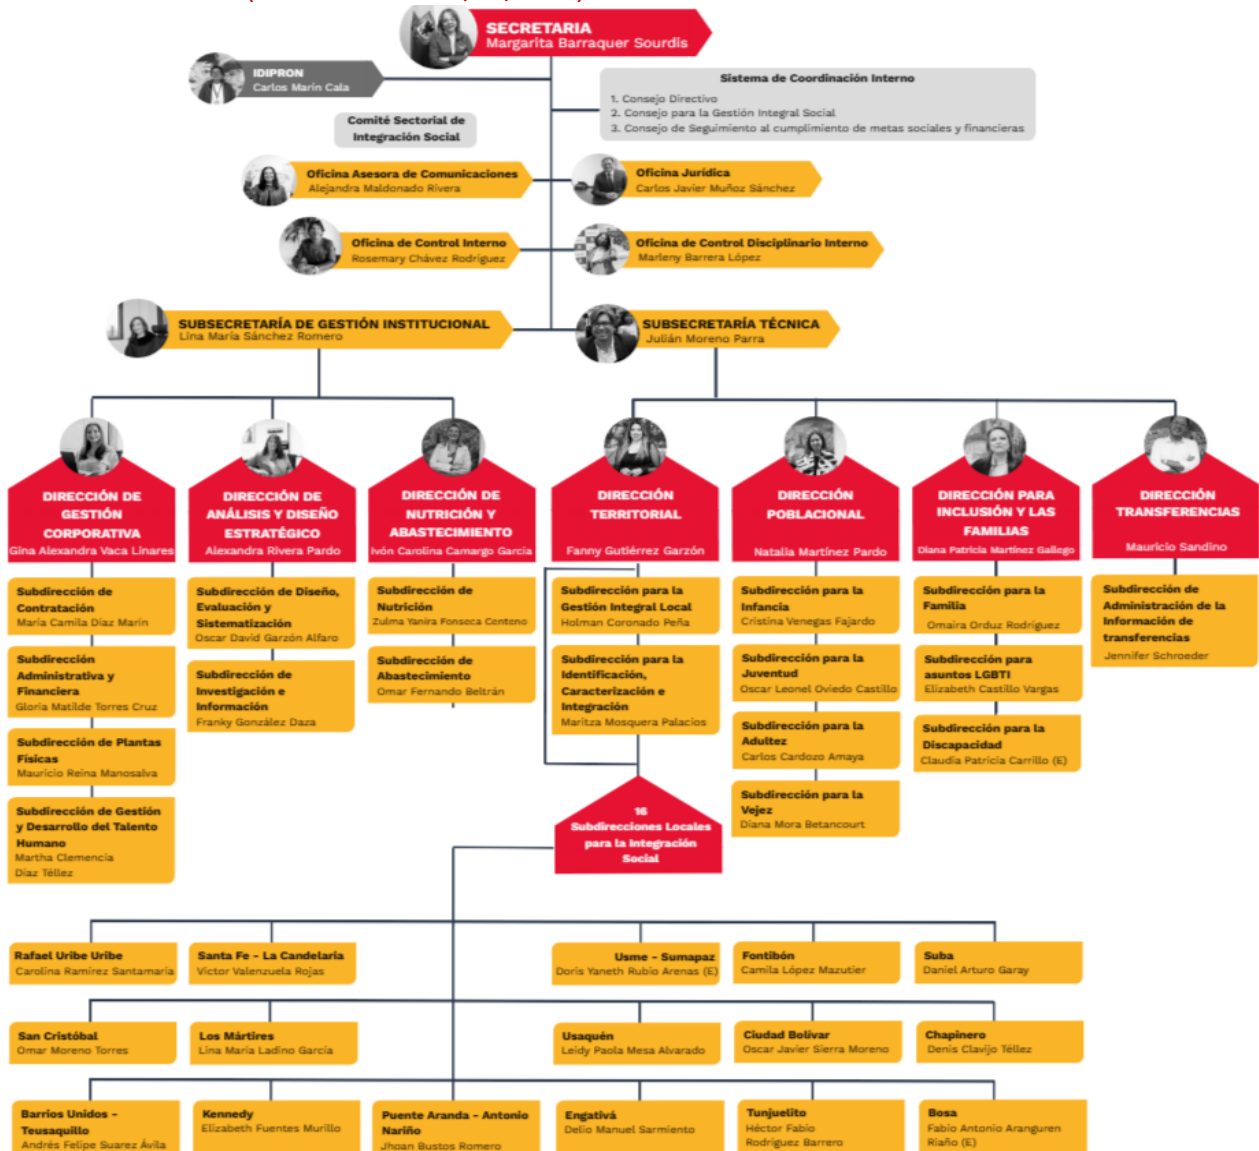 SECRETARIA
Margarita Barraquer Sourdis
IDIPRON
Carlos Marín Cala
Sistema de Coordinación Interno
1. Consejo Directivo
2. Consejo para la Gestión Integral Social
3. Consejo de Seguimiento al cumplimiento de metas sociales y financieras
Comité Sectorial de
Integración Social
Oficina Asesora de Comunicaciones
Alejandra Maldonado Rivera
Oficina Jurídica
Carlos Javier Muñoz Sánchez
Oficina de Control Interno
Rosemary Chávez Rodríguez
Oficina de Control Disciplinario Interno
Marleny Barrera López
SUBSECRETARÍA DE GESTIÓN INSTITUCIONAL
Lina María Sánchez Romero
SUBSECRETARÍA TÉCNICA
Julián Moreno Parra
DIRECCIÓN DE
GESTIÓN
CORPORATIVA
Gina Alexandra Vaca Linares
Subdirección de
Contratación
María Camila Díaz Marín
Subdirección
Administrativa y
Financiera
Gloria Matilde Torres Cruz
Subdirección de Plantas
Físicas
Mauricio Reina Manosalva
Subdirección de Gestión
y Desarrollo del Talento
Humano
Martha Clemencia
Díaz Téllez
DIRECCIÓN DE
ANÁLISIS Y DISEÑO
ESTRATÉGICO
Alexandra Rivera Pardo
Subdirección de Diseño,
Evaluación y
Sistematización
Oscar David Garzón Alfaro
Subdirección de
Investigación e
Información
Franky González Daza
DIRECCIÓN DE
NUTRICIÓN Y
ABASTECIMIENTO
Ivón Carolina Camargo García
Subdirección de
Nutrición
Zulma Yanira Fonseca Centeno
Subdirección de
Abastecimiento
Omar Fernando Beltrán
DIRECCIÓN
TERRITORIAL
Fanny Gutiérrez Garzón
Subdirección para la
Gestión Integral Local
Holman Coronado Peña
Subdirección para la
Identificación,
Caracterización e
Integración
Maritza Mosquera Palacios
DIRECCIÓN
POBLACIONAL
Natalia Martínez Pardo
Subdirección para la
Infancia
Cristina Venegas Fajardo
Subdirección para la
Juventud
Oscar Leonel Oviedo Castillo
Subdirección para la
Adultez
Carlos Cardozo Amaya
Subdirección para la
Vejez
Diana Mora Betancourt
DIRECCIÓN PARA
INCLUSIÓN Y LAS
FAMILIAS
Diana Patricia Martínez Gallego
Subdirección para la
Familia
Omaira Orduz Rodríguez
Subdirección para
asuntos LGBTI
Elizabeth Castillo Vargas
Subdirección para la
Discapacidad
Claudia Patricia Carrillo (E)
DIRECCIÓN
TRANSFERENCIAS
Mauricio Sandino
Subdirección de
Administración de la
Información de
transferencias
Jennifer Schroeder
16
Subdirecciones Locales
para la Integración
Social
Rafael Uribe Uribe
Carolina Ramírez Santamaría
Santa Fe - La Candelaria
Victor Valenzuela Rojas
Usme - Sumapaz
Doris Yaneth Rubio Arenas (E)
Fontibón
Camila López Mazutier
Suba
Daniel Arturo Garay
San Cristóbal
Omar Moreno Torres
Los Mártires
Lina María Ladino García
Usaquén
Leidy Paola Mesa Alvarado
Ciudad Bolívar
Oscar Javier Sierra Moreno
Chapinero
Denis Clavijo Téllez
Barrios Unidos -
Teusaquillo
Andrés Felipe Suarez Ávila
Kennedy
Elizabeth Fuentes Murillo
Puente Aranda - Antonio
Nariño
Jhoan Bustos Romero
Engativá
Delio Manuel Sarmiento
Tunjuelito
Héctor Fabio
Rodríguez Barrero
Bosa
Fabio Antonio Aranguren
Riaño (E)